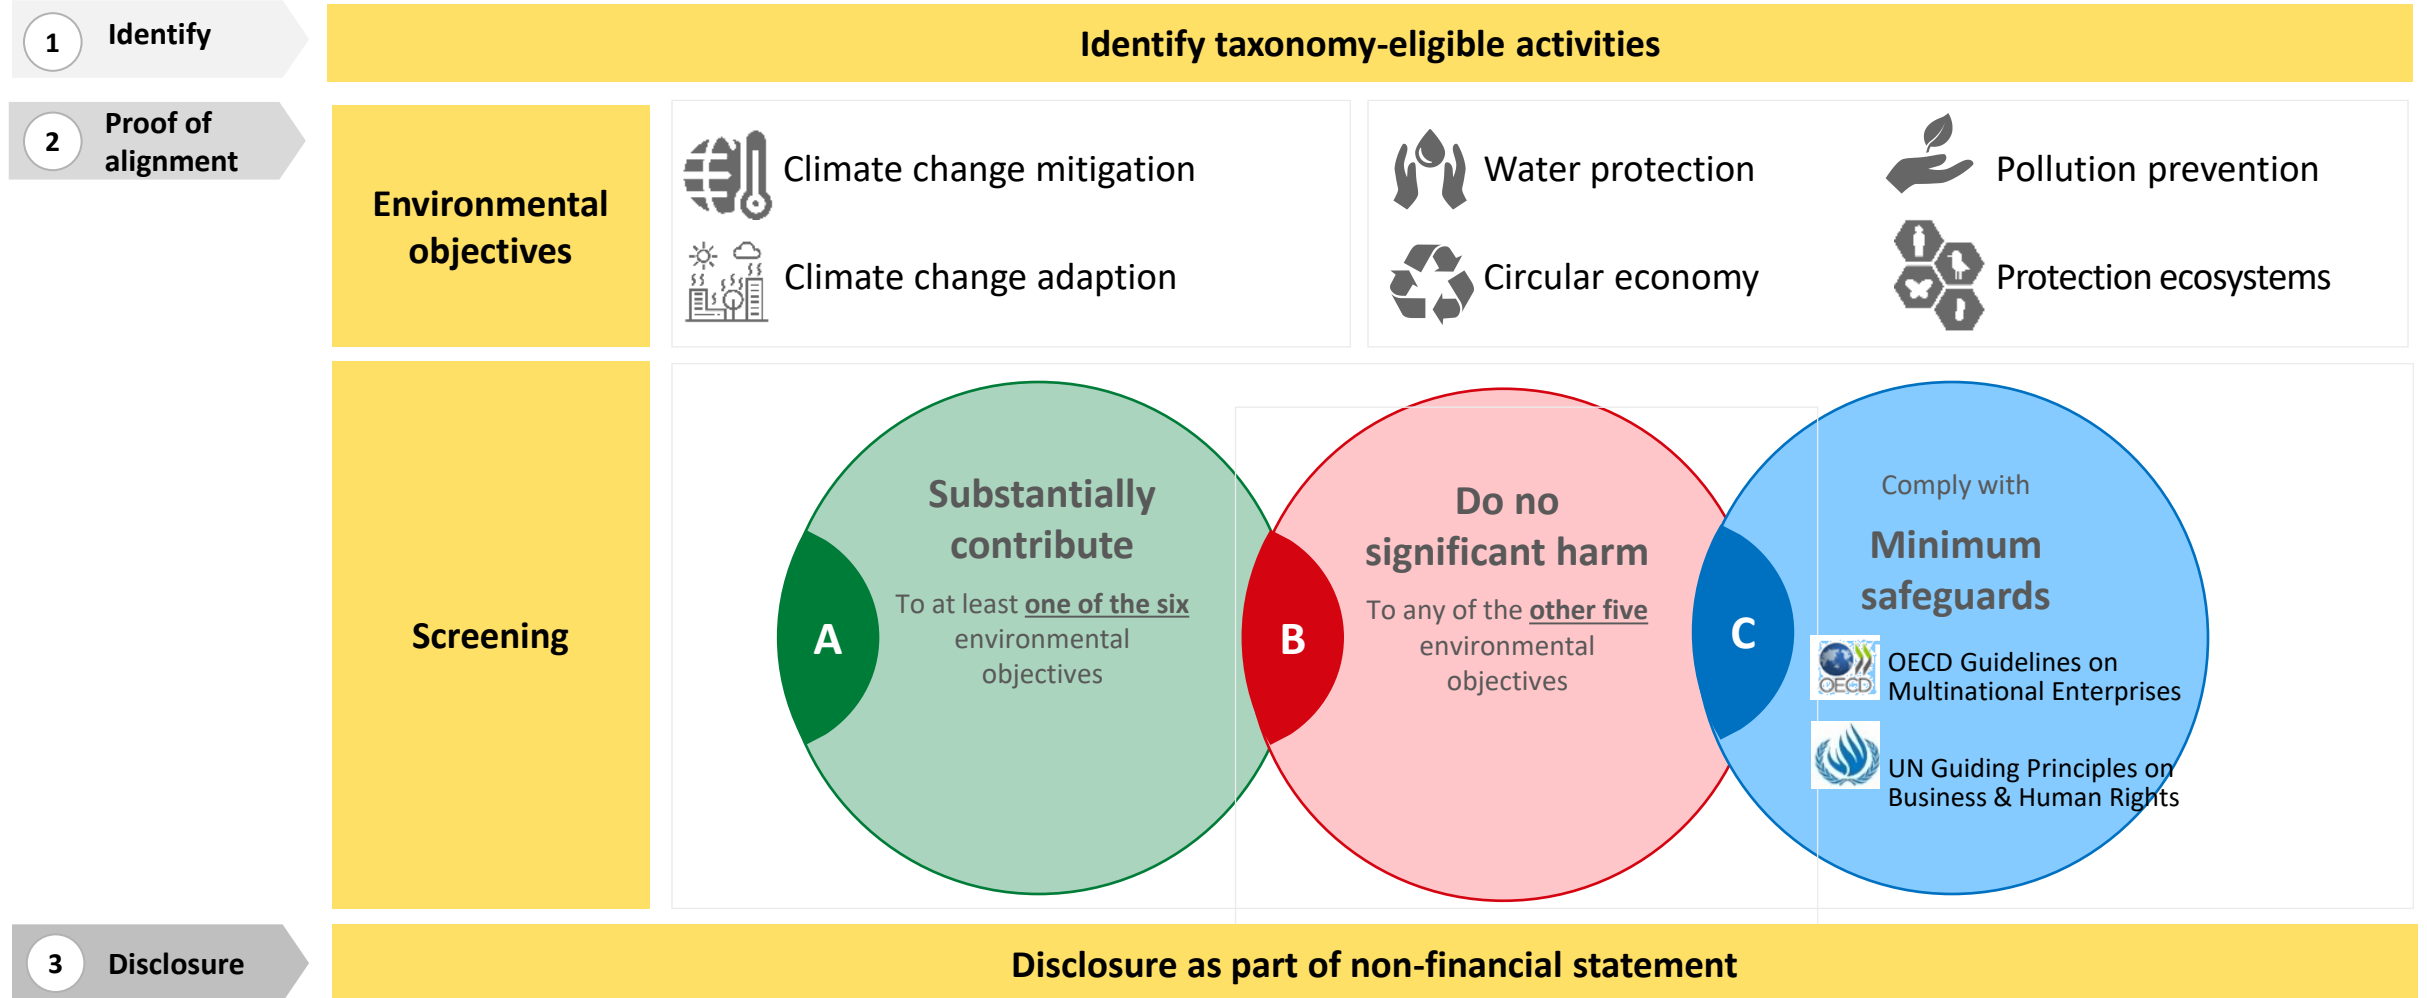 1
Identify
Identify taxonomy-eligible activities
2
Proof of
alignment
Environmental
objectives
Climate change mitigation
Climate change adaption
Water protection
Circular economy
Pollution prevention
Protection ecosystems
Screening
A
Substantially
contribute
To at least one of the six
environmental
objectives
B
Do no
significant harm
To any of the other five
environmental
objectives
C
Comply with
Minimum
safeguards
OECD
OECD Guidelines on
Multinational Enterprises
UN Guiding Principles on
Business & Human Rights
3
Disclosure
Disclosure as part of non-financial statement